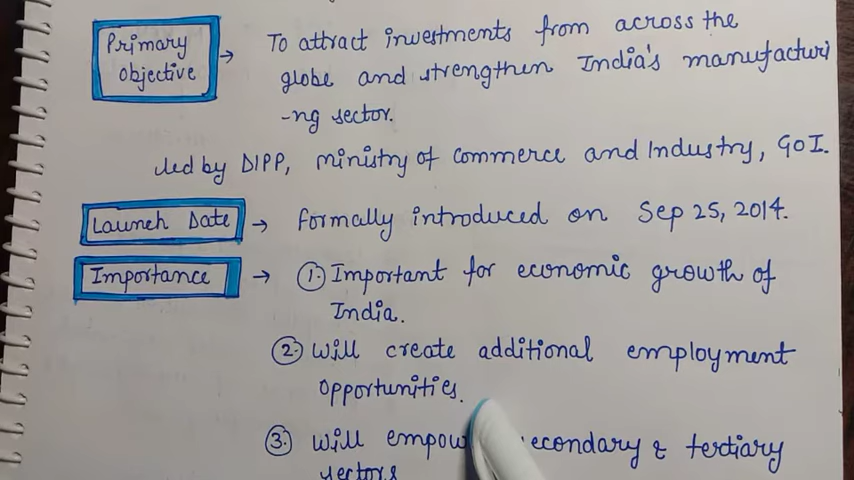 Primary objective → To attract investments from across the
globe and strengthen India's manufacturi
-ng sector.
Led by DIPP, ministry of commerce and Industry, GOI.
Launch Date → formally introduced on Sep 25, 2014.
Importance → 1. Important for economic growth of
India.
2. Will create additional employment
opportunities.
3. Will & tertiary
sectors